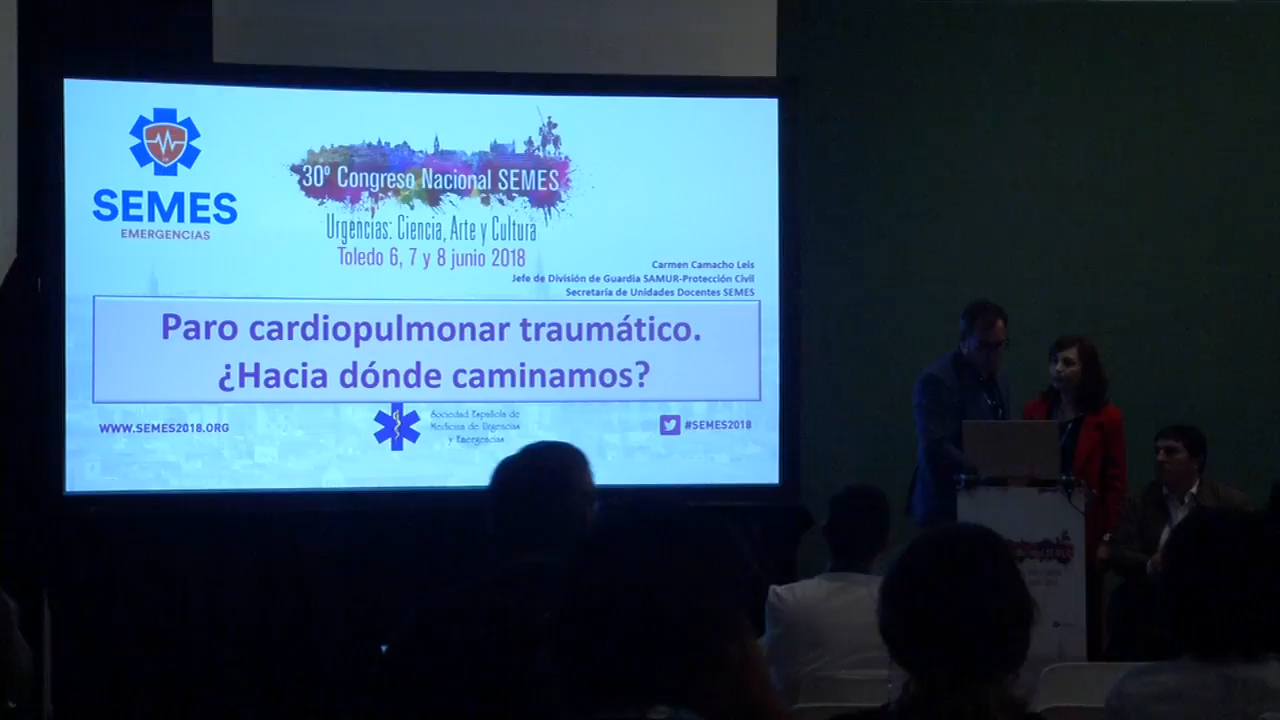 SEMES
EMERGENCIAS
30º Congreso Nacional SEMES
Urgencias: Ciencia, Arte y Cultura
Toledo 6, 7 y 8 junio 2018
Carmen Camacho Leis
Jefe de División de Guardia SAMUR-Protección Civil
Secretaría de Unidades Docentes SEMES
Paro cardiopulmonar traumático.
¿Hacia dónde caminamos?
WWW.SEMES2018.ORG
Sociedad Española de
Medicina de Urgencias
y Emergencias
#SEMES2018